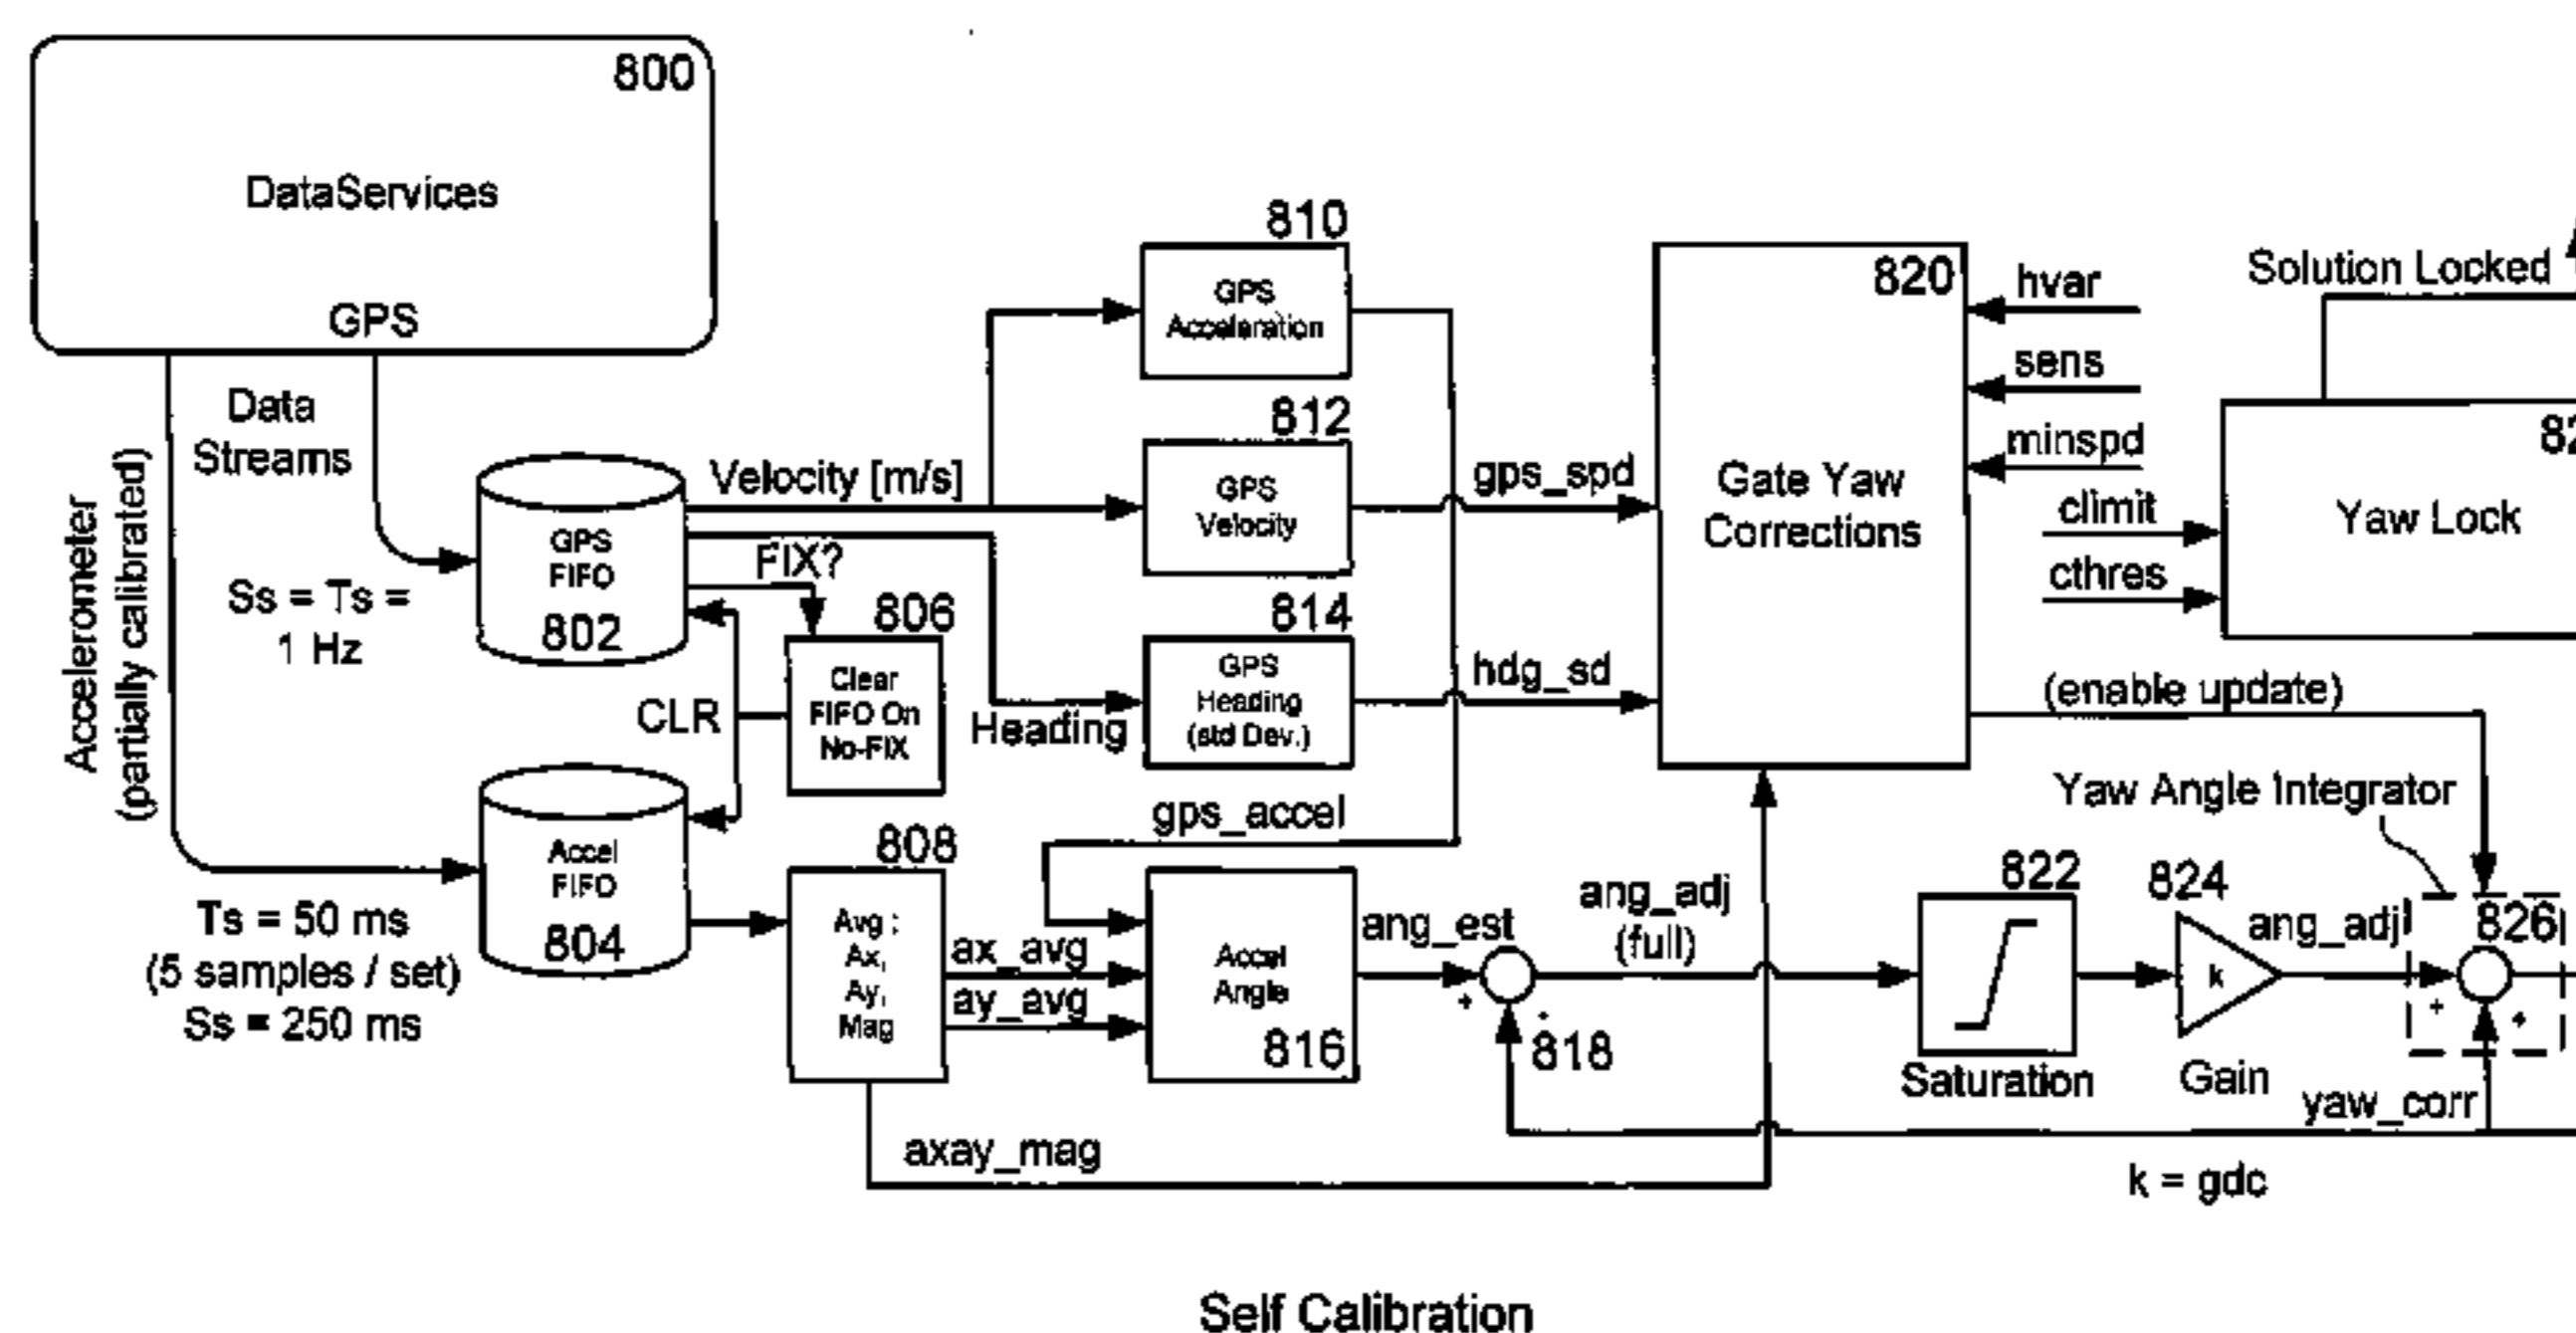 800
DataServices
GPS
Data
Streams
Accelerometer
(partially calibrated)
Ss = Ts =
1 Hz
GPS
FIFO
802
Velocity [m/s]
FIX?
806
Clear
FIFO On
No-FIX
CLR
Heading
Accel
FIFO
804
Ts = 50 ms
(5 samples / set)
Ss = 250 ms
808
Avg :
Ax,
Ay,
Mag
ax_avg
ay_avg
axay_mag
810
GPS
Acceleration
812
GPS
Velocity
814
GPS
Heading
(std Dev.)
gps_accel
Accel
Angle
816
gps_spd
hdg_sd
ang_est
+
-
818
ang_adj
(full)
820
Gate Yaw
Corrections
hvar
sens
minspd
climit
cthres
Solution Locked
Yaw Lock
(enable update)
Yaw Angle Integrator
822
Saturation
824
k
Gain
ang_adj
826
+
+
yaw_corr
k = gdc
Self Calibration